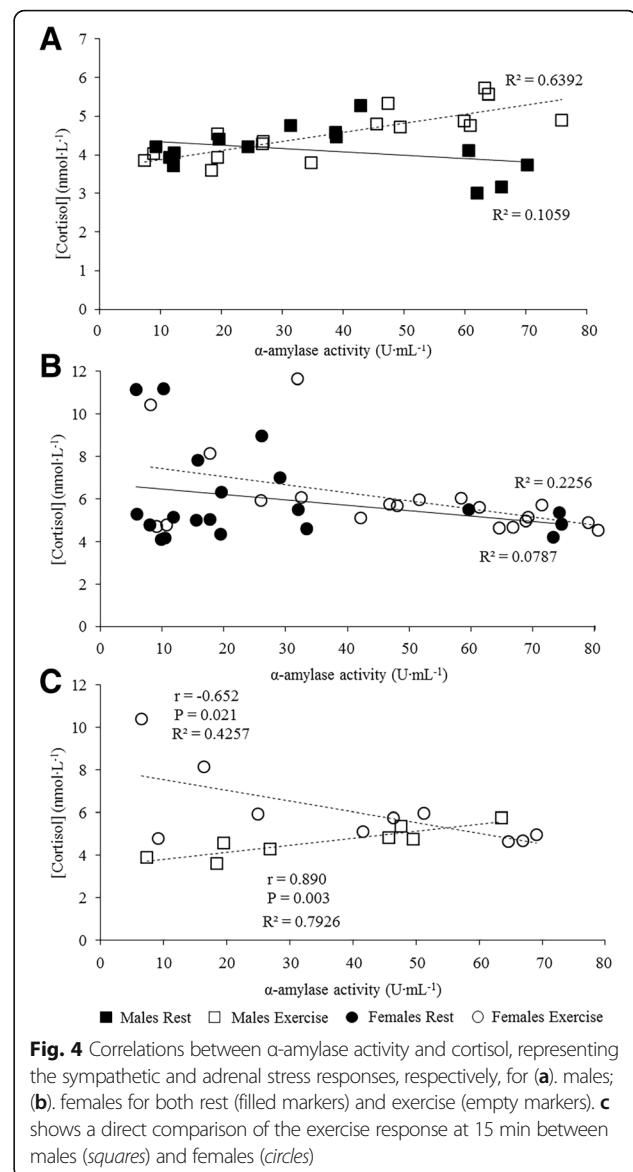 A
7
6
5
4
3
2
1
0
[Cortisol] (nmol·L-1)
R² = 0.6392
R² = 0.1059
0 10 20 30 40 50 60 70 80
α-amylase activity (U·mL-1)
B
12
10
8
6
4
2
0
[Cortisol] (nmol·L-1)
R² = 0.2256
R² = 0.0787
0 10 20 30 40 50 60 70 80
α-amylase activity (U·mL-1)
C
12
10
8
6
4
2
0
[Cortisol] (nmol·L-1)
r = -0.652
P = 0.021
R² = 0.4257
r = 0.890
P = 0.003
R² = 0.7926
0 10 20 30 40 50 60 70 80
α-amylase activity (U·mL-1)
Males Rest Males Exercise Females Rest Females Exercise
Fig. 4 Correlations between α-amylase activity and cortisol, representing
the sympathetic and adrenal stress responses, respectively, for (a). males;
(b). females for both rest (filled markers) and exercise (empty markers). c
shows a direct comparison of the exercise response at 15 min between
males (squares) and females (circles)